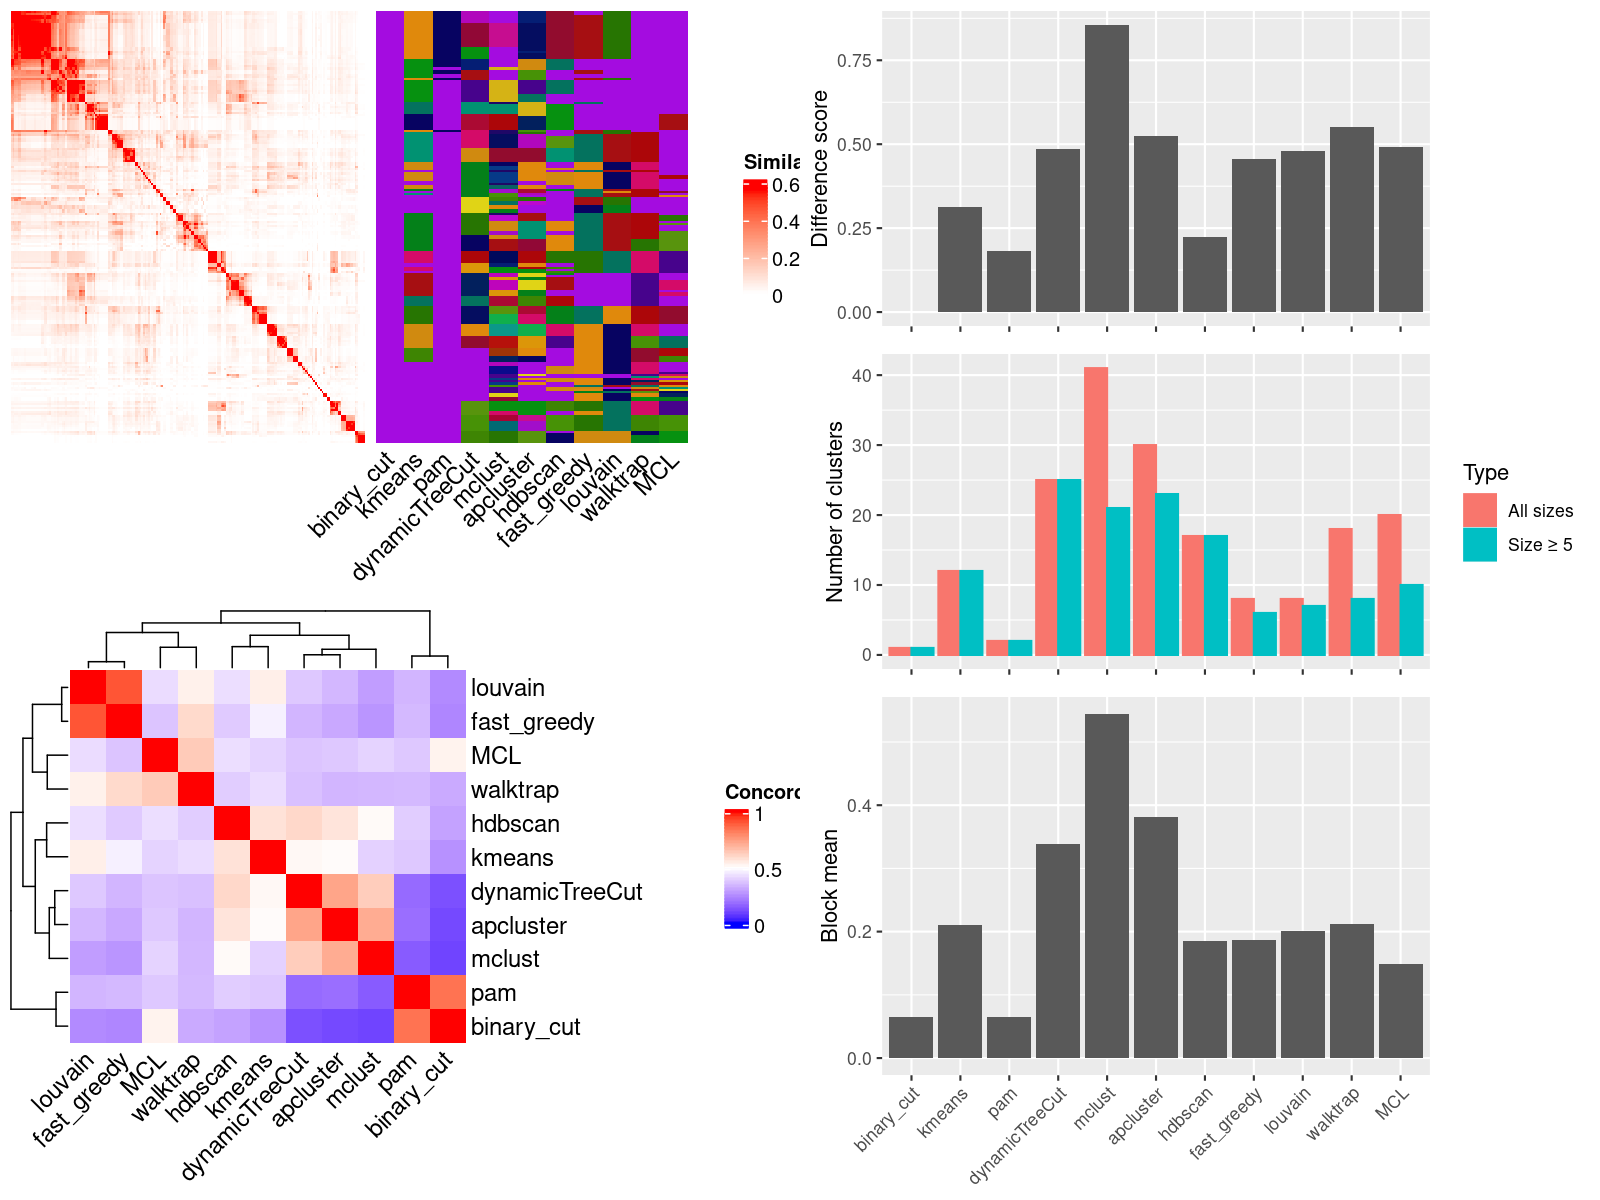 Simila
0.6
0.4
0.2
0
binary_cut
kmeans
pam
dynamicTreeCut
mclust
apcluster
hdbscan
fast_greedy
louvain
walktrap
MCL
Difference score
0.75
0.50
0.25
0.00
Number of clusters
40
30
20
10
0
Type
All sizes
Size ≥ 5
louvain
fast_greedy
MCL
walktrap
hdbscan
kmeans
dynamicTreeCut
apcluster
mclust
pam
binary_cut
louvain
fast_greedy
MCL
walktrap
hdbscan
kmeans
dynamicTreeCut
apcluster
mclust
pam
binary_cut
Concord
1
0.5
0
Block mean
0.4
0.2
0.0
binary_cut
kmeans
pam
dynamicTreeCut
mclust
apcluster
hdbscan
fast_greedy
louvain
walktrap
MCL